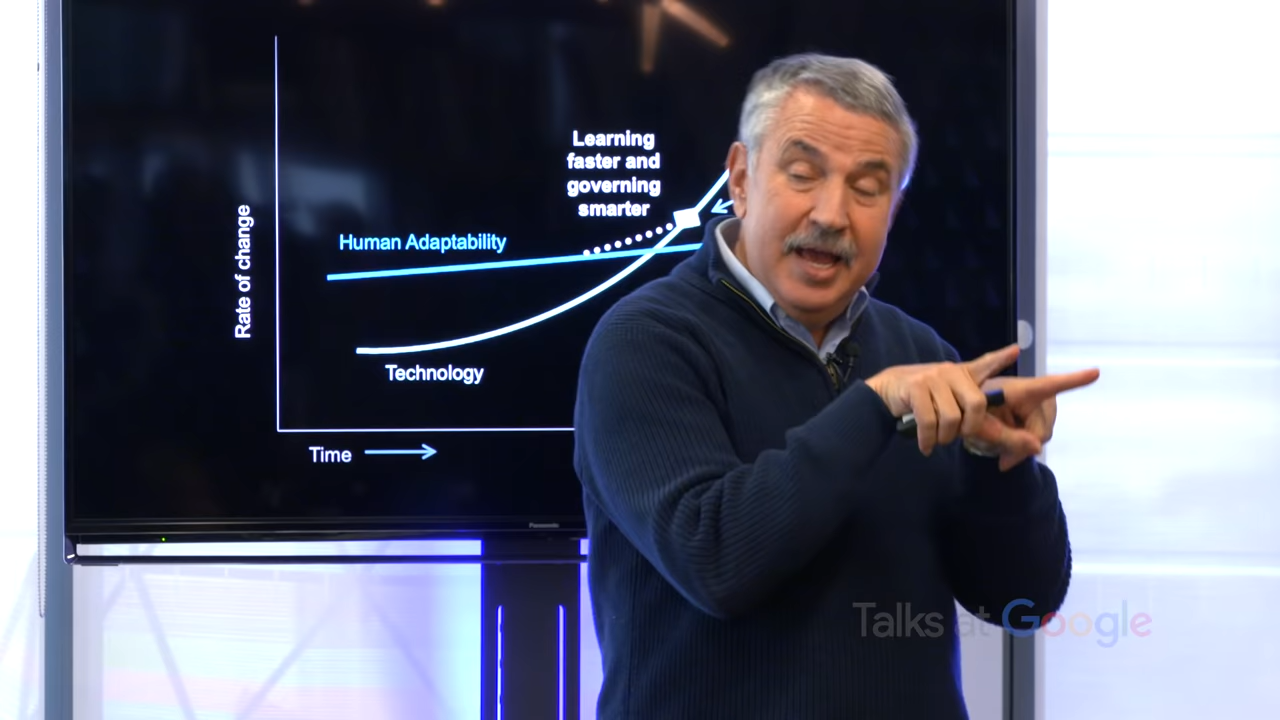 Learning
faster and
governing
smarter
Human Adaptability
Rate of change
Technology
Time
Panasonic
Talks at Google